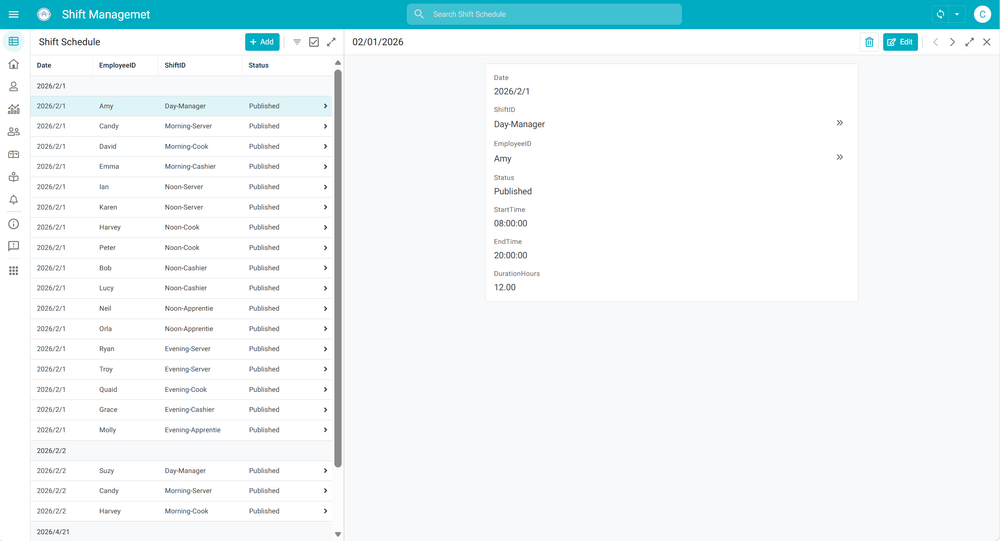 Shift Managemet
Search Shift Schedule
C
Shift Schedule
Add
02/01/2026
Edit
Date EmployeeID ShiftID Status
2026/2/1
2026/2/1 Amy Day-Manager Published
2026/2/1 Candy Morning-Server Published
2026/2/1 David Morning-Cook Published
2026/2/1 Emma Morning-Cashier Published
2026/2/1 Ian Noon-Server Published
2026/2/1 Karen Noon-Server Published
2026/2/1 Harvey Noon-Cook Published
2026/2/1 Peter Noon-Cook Published
2026/2/1 Bob Noon-Cashier Published
2026/2/1 Lucy Noon-Cashier Published
2026/2/1 Neil Noon-Apprentie Published
2026/2/1 Orla Noon-Apprentie Published
2026/2/1 Ryan Evening-Server Published
2026/2/1 Troy Evening-Server Published
2026/2/1 Quaid Evening-Cook Published
2026/2/1 Grace Evening-Cashier Published
2026/2/1 Molly Evening-Apprentie Published
2026/2/2
2026/2/2 Suzy Day-Manager Published
2026/2/2 Candy Morning-Server Published
2026/2/2 Harvey Morning-Cook Published
2026/4/21
Date
2026/2/1
ShiftID
Day-Manager
EmployeeID
Amy
Status
Published
StartTime
08:00:00
EndTime
20:00:00
DurationHours
12.00